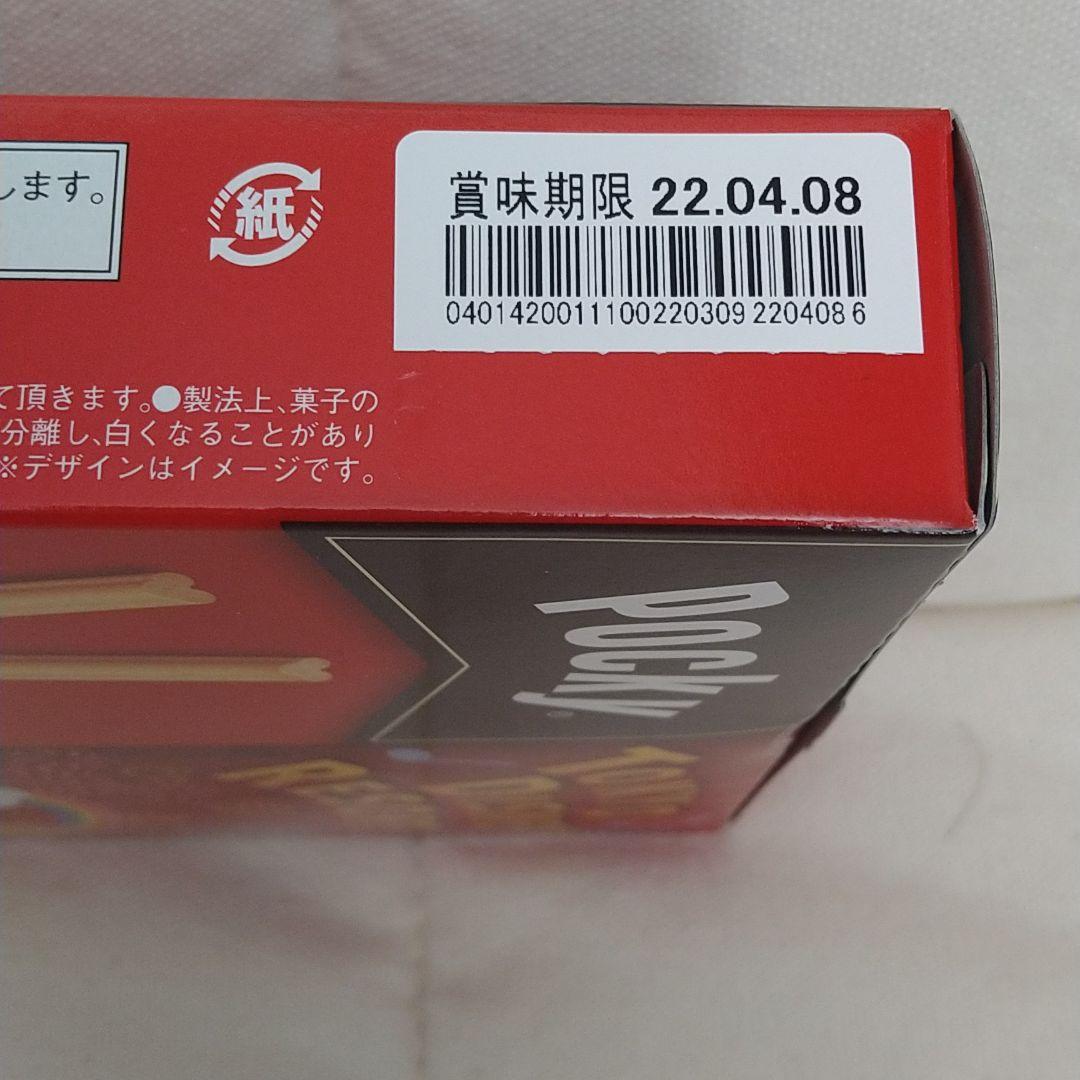 します。
紙
賞味期限 22.04.08
0401420011100220309 2204086
て頂きます。●製法上、菓子の
分離し、白くなることがあり
※デザインはイメージです。
Pocky